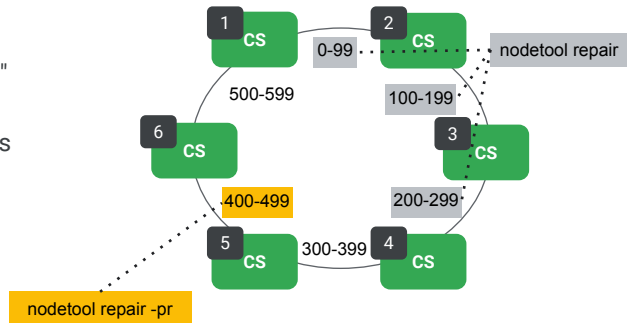 "
s
1
CS
2
CS
0-99
nodetool repair
500-599
100-199
6
CS
3
CS
400-499
200-299
5
CS
300-399
4
CS
nodetool repair -pr